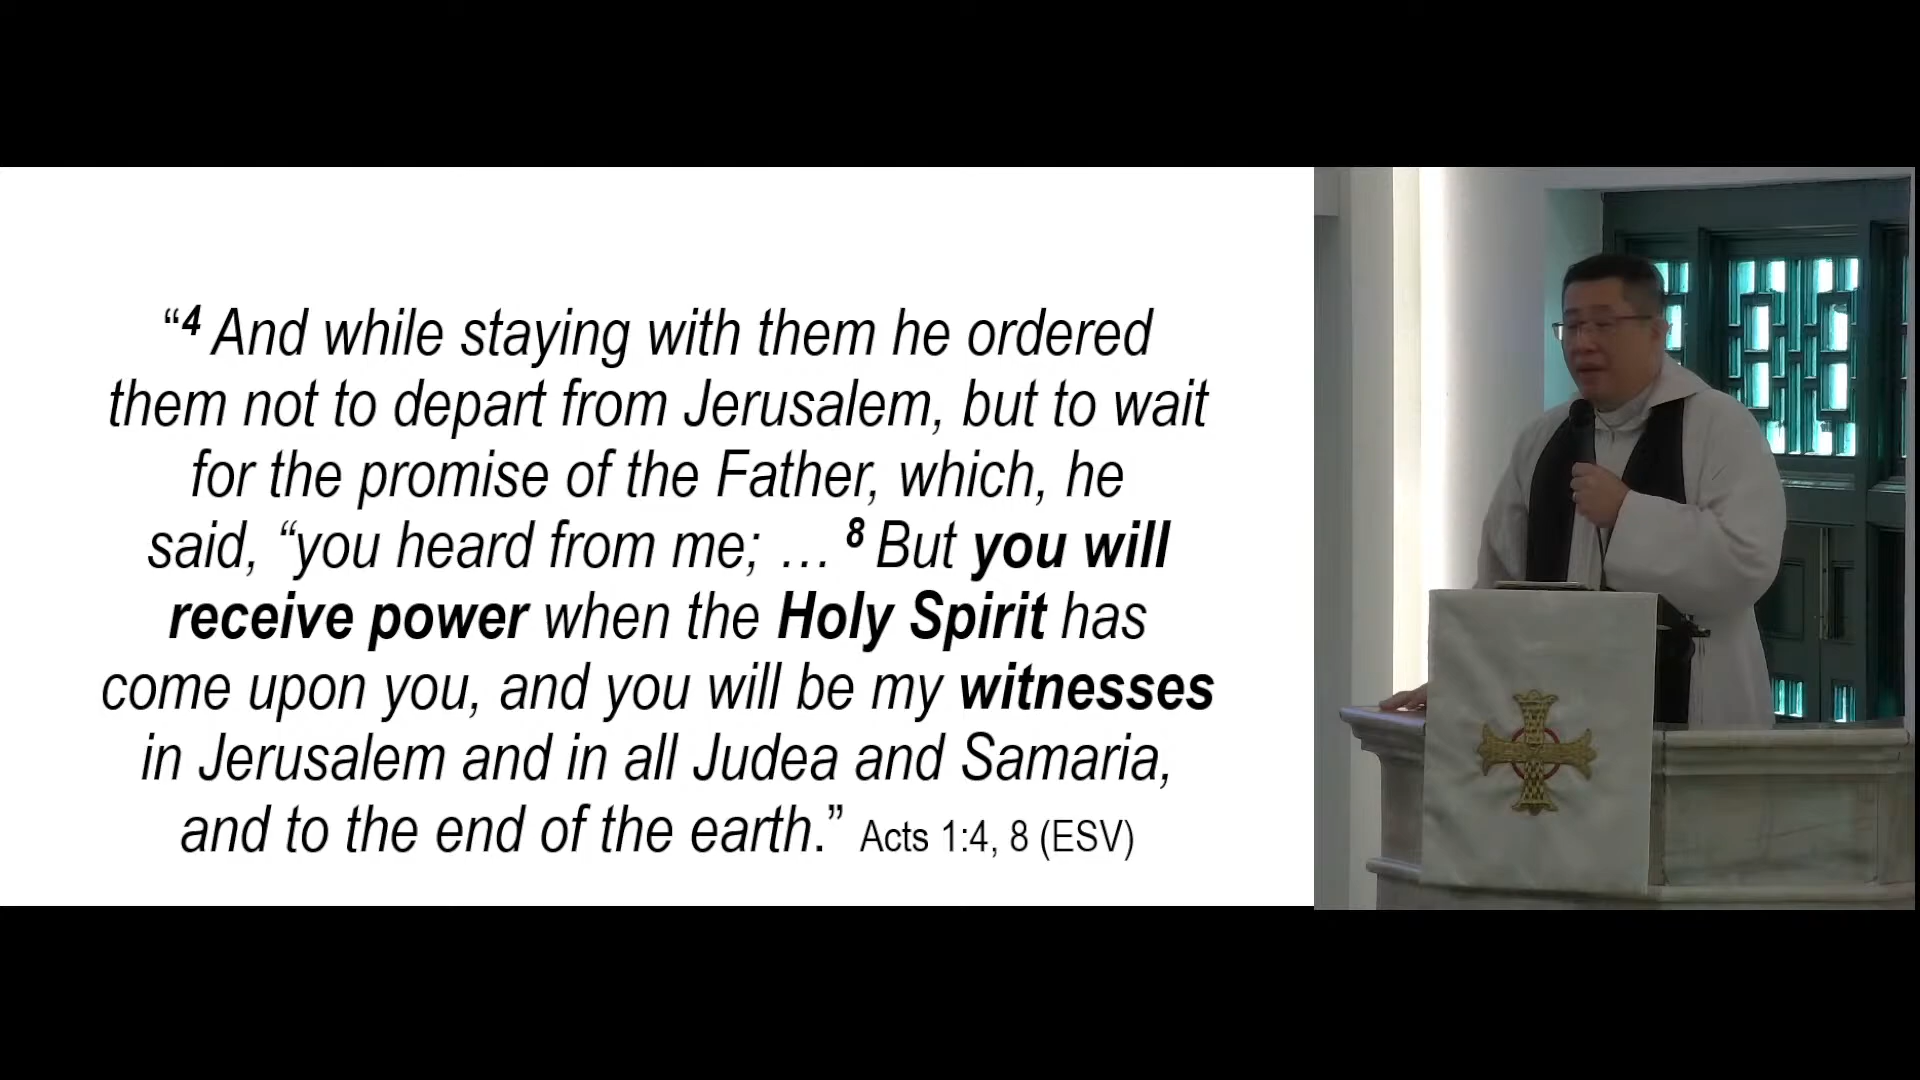 “4 And while staying with them he ordered
them not to depart from Jerusalem, but to wait
for the promise of the Father, which, he
said, “you heard from me; … 8 But you will
receive power when the Holy Spirit has
come upon you, and you will be my witnesses
in Jerusalem and in all Judea and Samaria,
and to the end of the earth.” Acts 1:4, 8 (ESV)